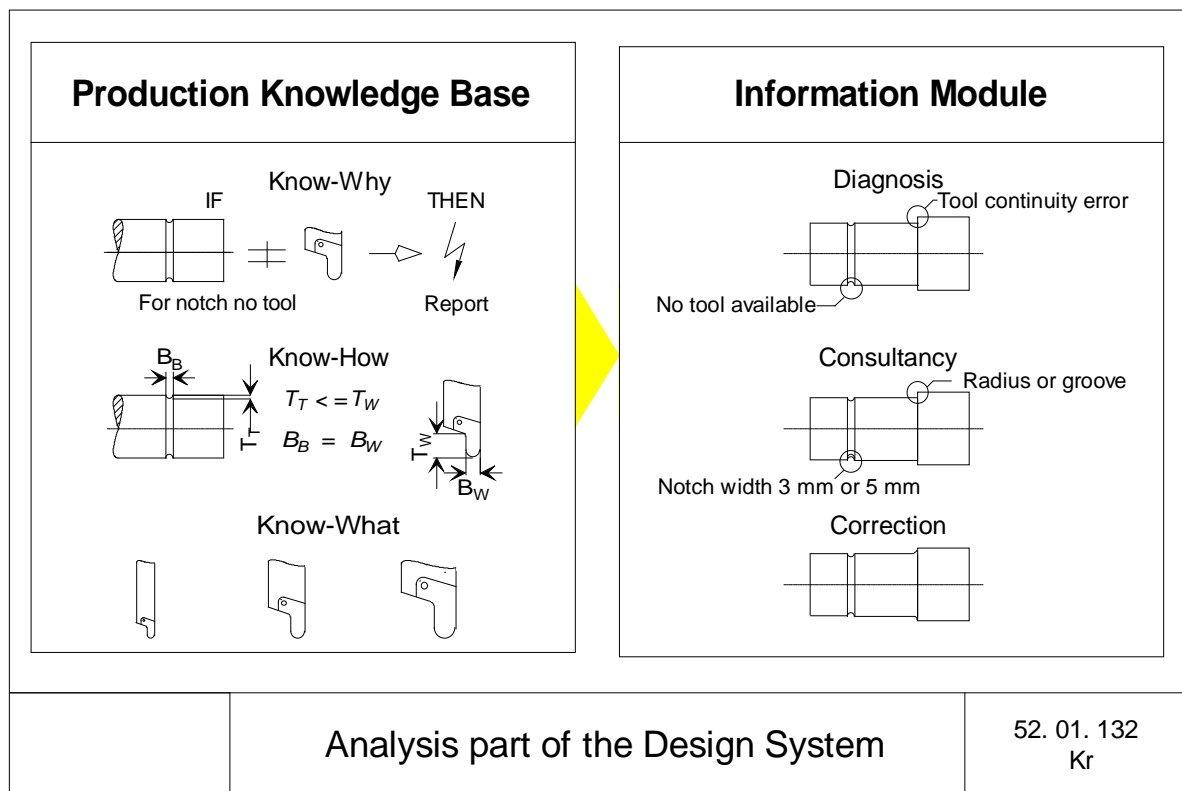 Production Knowledge Base
Know-Why
IF
THEN
For notch no tool
Report
Know-How
B_B
T_T
T_T <= T_W
B_B = B_W
T_W
B_W
Know-What
Information Module
Diagnosis
Tool continuity error
No tool available
Consultancy
Radius or groove
Notch width 3 mm or 5 mm
Correction
Analysis part of the Design System
52. 01. 132
Kr